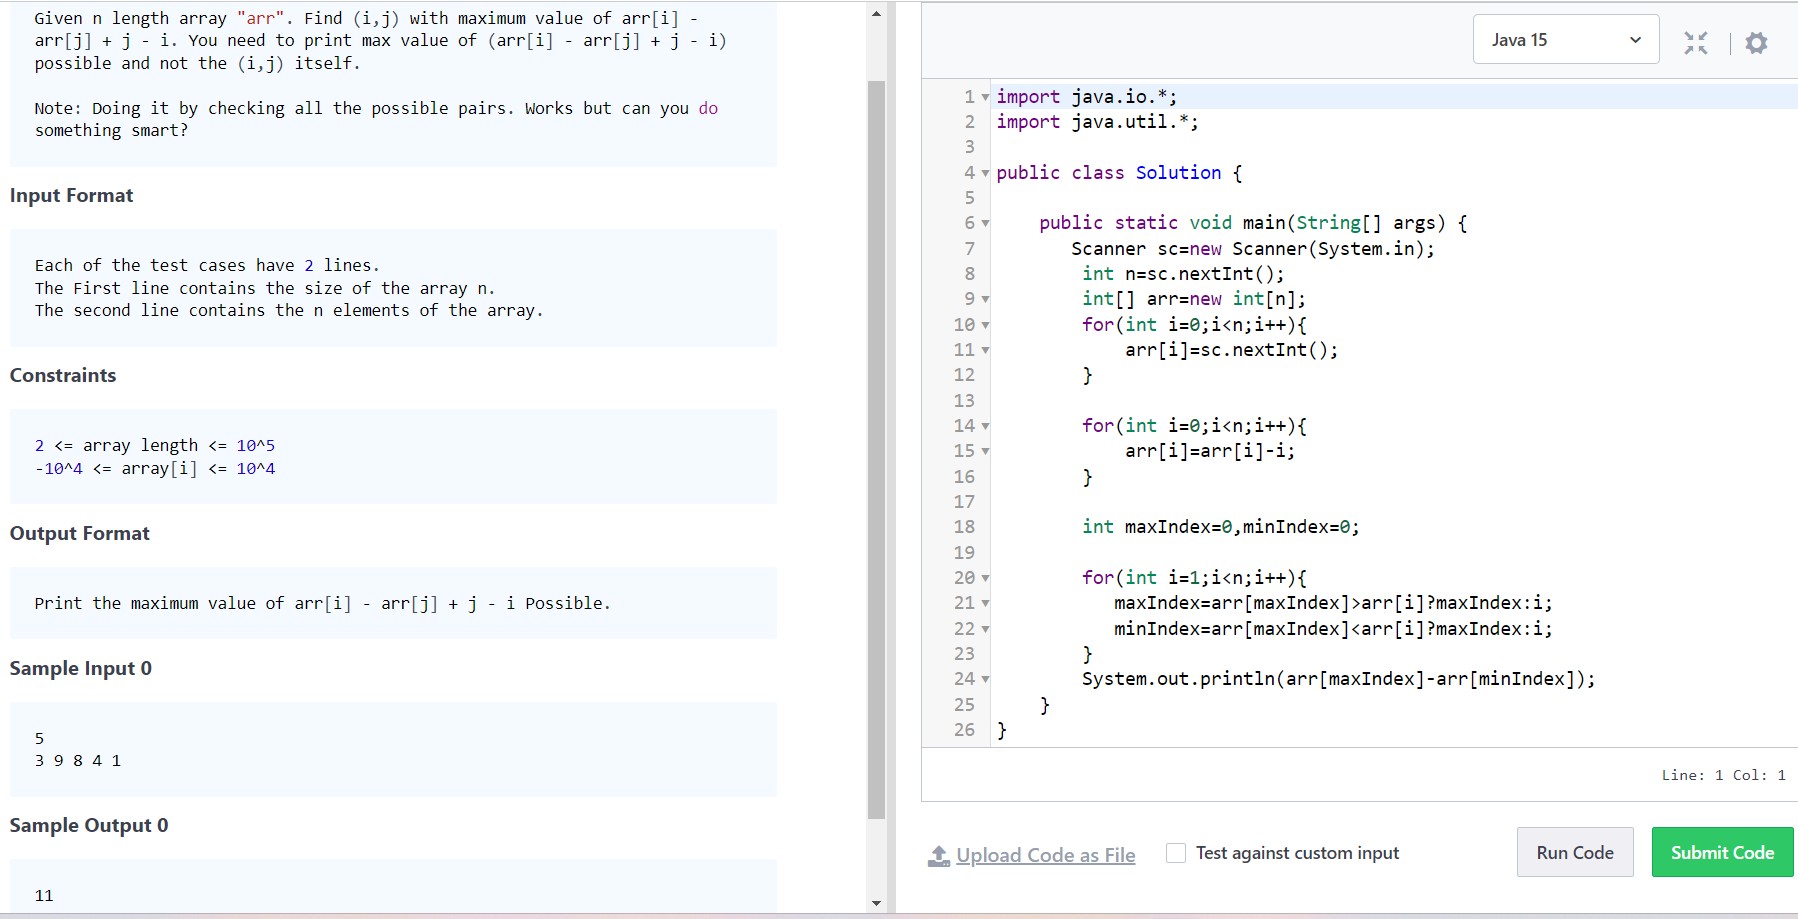 Given n length array "arr". Find (i,j) with maximum value of arr[i] -
arr[j] + j - i. You need to print max value of (arr[i] - arr[j] + j - i)
possible and not the (i,j) itself.
Note: Doing it by checking all the possible pairs. Works but can you do
something smart?
Input Format
Each of the test cases have 2 lines.
The First line contains the size of the array n.
The second line contains the n elements of the array.
Constraints
2 <= array length <= 10^5
-10^4 <= array[i] <= 10^4
Output Format
Print the maximum value of arr[i] - arr[j] + j - i Possible.
Sample Input 0
5
3 9 8 4 1
Sample Output 0
11
Java 15
1 import java.io.*;
2 import java.util.*;
3
4 public class Solution {
5
6 public static void main(String[] args) {
7 Scanner sc=new Scanner(System.in);
8 int n=sc.nextInt();
9 int[] arr=new int[n];
10 for(int i=0;i<n;i++){
11 arr[i]=sc.nextInt();
12 }
13
14 for(int i=0;i<n;i++){
15 arr[i]=arr[i]-i;
16 }
17
18 int maxIndex=0,minIndex=0;
19
20 for(int i=1;i<n;i++){
21 maxIndex=arr[maxIndex]>arr[i]?maxIndex:i;
22 minIndex=arr[maxIndex]<arr[i]?maxIndex:i;
23 }
24 System.out.println(arr[maxIndex]-arr[minIndex]);
25 }
26 }
Line: 1 Col: 1
Upload Code as File
Test against custom input
Run Code
Submit Code